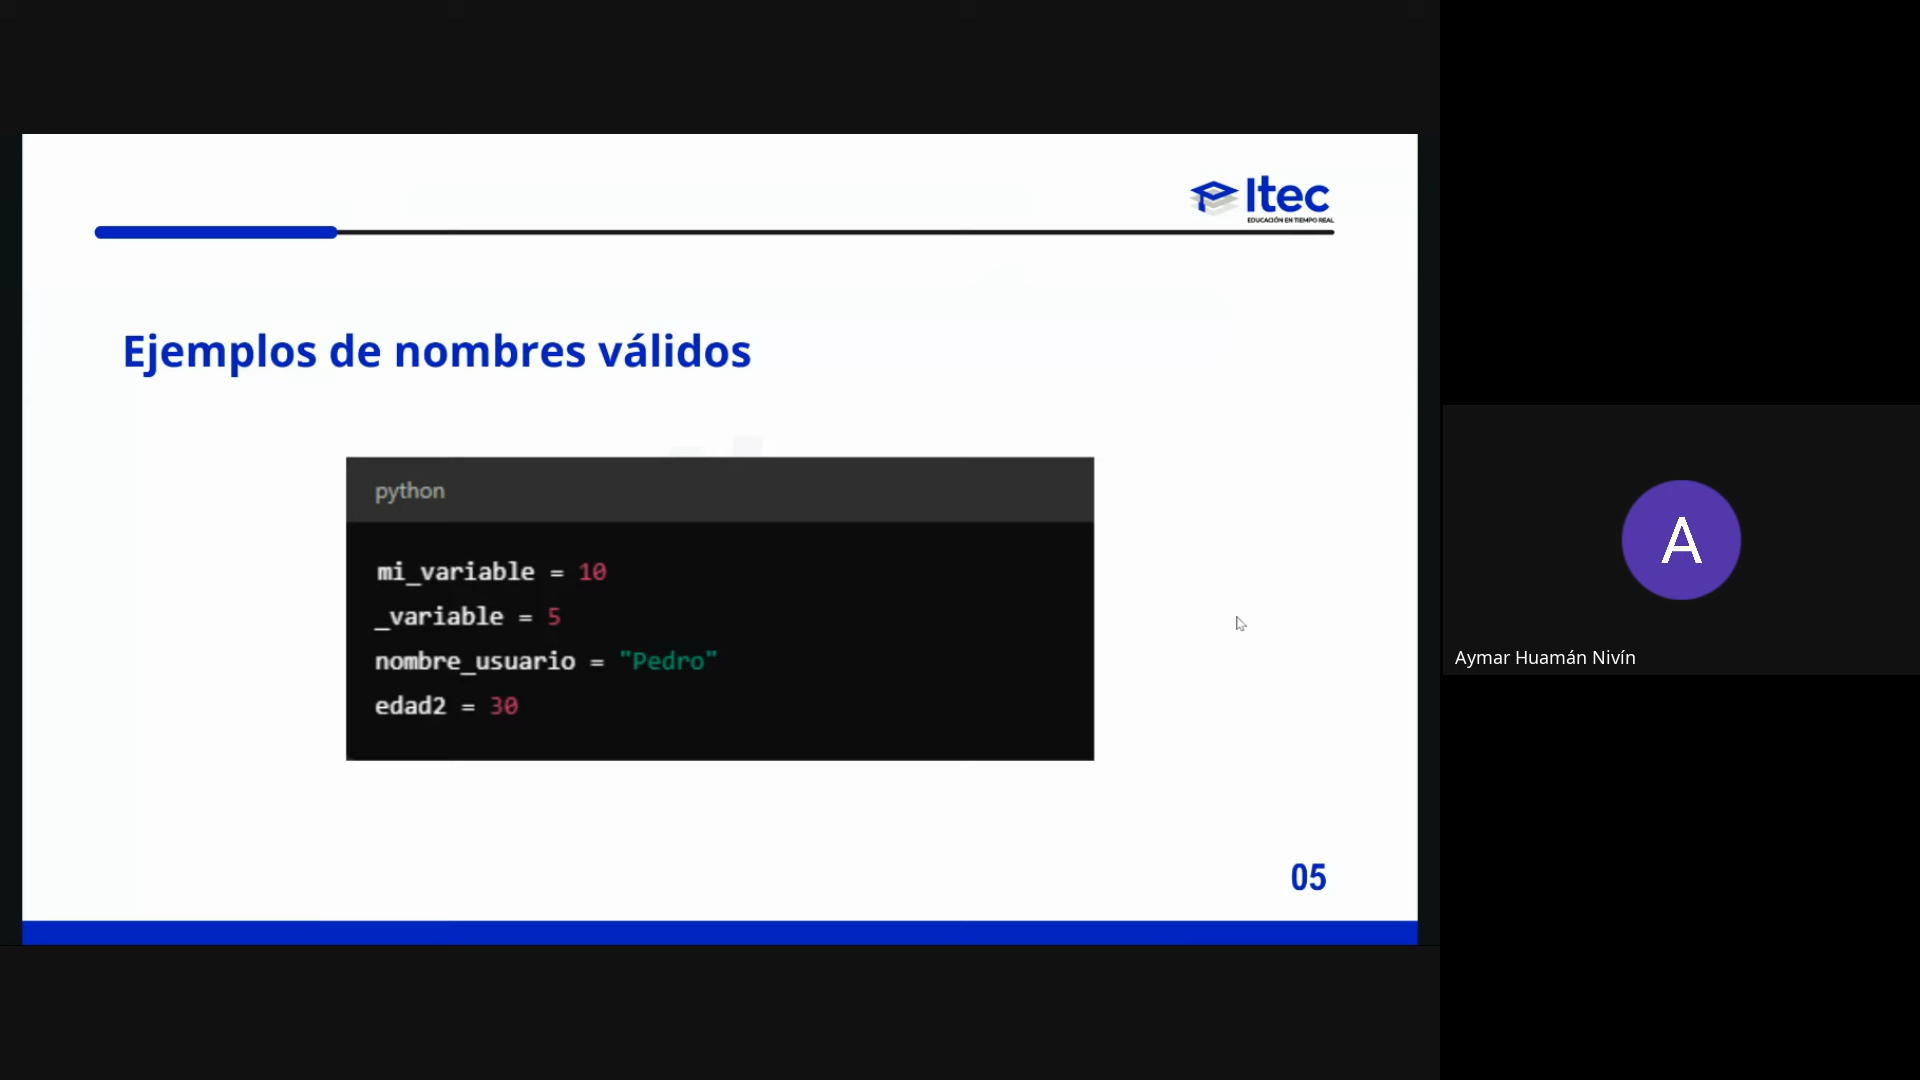 Itec
EDUCACIÓN EN TIEMPO REAL
Ejemplos de nombres válidos
python
mi_variable = 10
_variable = 5
nombre_usuario = "Pedro"
edad2 = 30
05
A
Aymar Huamán Nivín